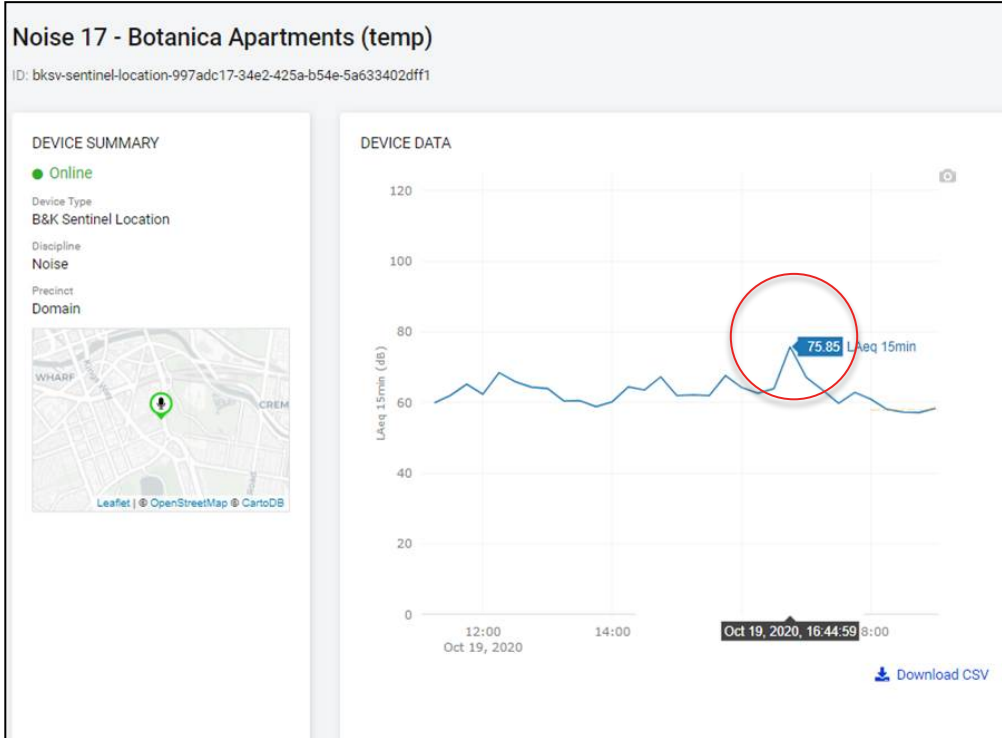 Noise 17 - Botanica Apartments (temp)
ID: bksv-sentinel-location-997adc17-34e2-425a-b54e-5a633402dff1
DEVICE SUMMARY
Online
Device Type
B&K Sentinel Location
Discipline
Noise
Precinct
Domain
WHARF
Kings Way
CREM
Leaflet | © OpenStreetMap © CartoDB
DEVICE DATA
120
100
80
60
40
20
0
LAeq 15min (dB)
75.85 LAeq 15min
12:00
Oct 19, 2020
14:00
Oct 19, 2020, 16:44:59
8:00
Download CSV